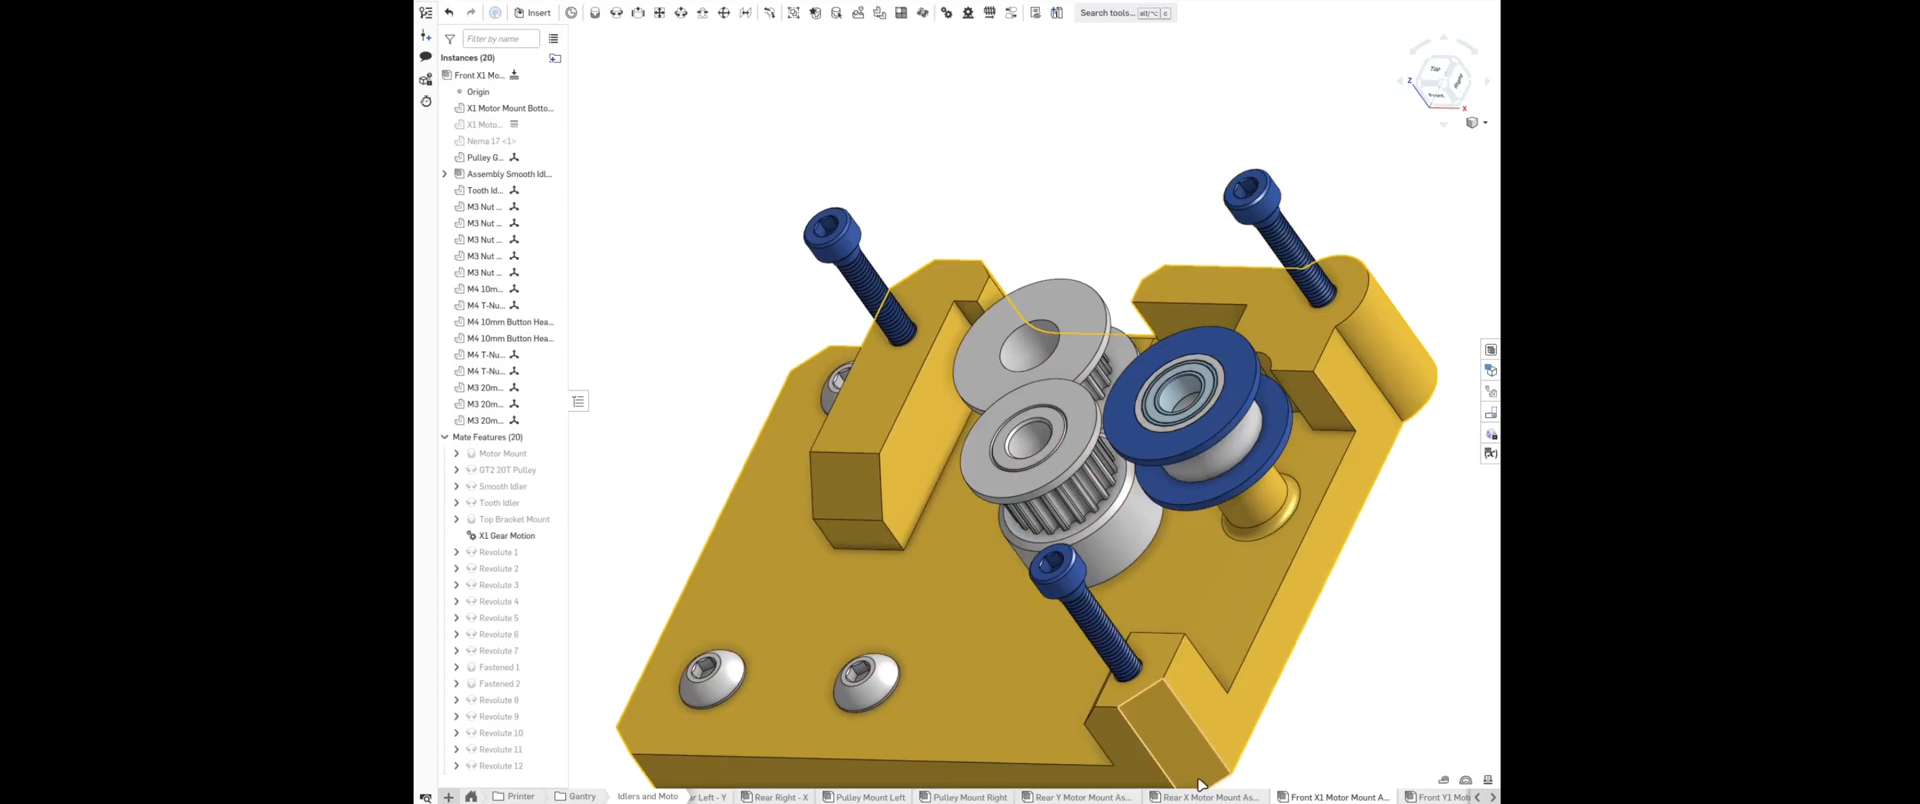 Insert
Search tools... alt/⌥ c
Filter by name
Instances (20)
Front X1 Mo...
Origin
X1 Motor Mount Botto...
X1 Moto...
Nema 17 <1>
Pulley G...
Assembly Smooth Idl...
Tooth Id...
M3 Nut ...
M3 Nut ...
M3 Nut ...
M3 Nut ...
M3 Nut ...
M4 10m...
M4 T-Nu...
M4 10mm Button Hea...
M4 10mm Button Hea...
M4 T-Nu...
M4 T-Nu...
M3 20m...
M3 20m...
M3 20m...
Mate Features (20)
Motor Mount
GT2 20T Pulley
Smooth Idler
Tooth Idler
Top Bracket Mount
X1 Gear Motion
Revolute 1
Revolute 2
Revolute 3
Revolute 4
Revolute 5
Revolute 6
Revolute 7
Fastened 1
Fastened 2
Revolute 8
Revolute 9
Revolute 10
Revolute 11
Revolute 12
Top
Front
Right
Z
X
Printer
Gantry
Idlers and Moto
ar Left - Y
Rear Right - X
Pulley Mount Left
Pulley Mount Right
Rear Y Motor Mount As...
Rear X Motor Mount As...
Front X1 Motor Mount A...
Front Y1 Mot